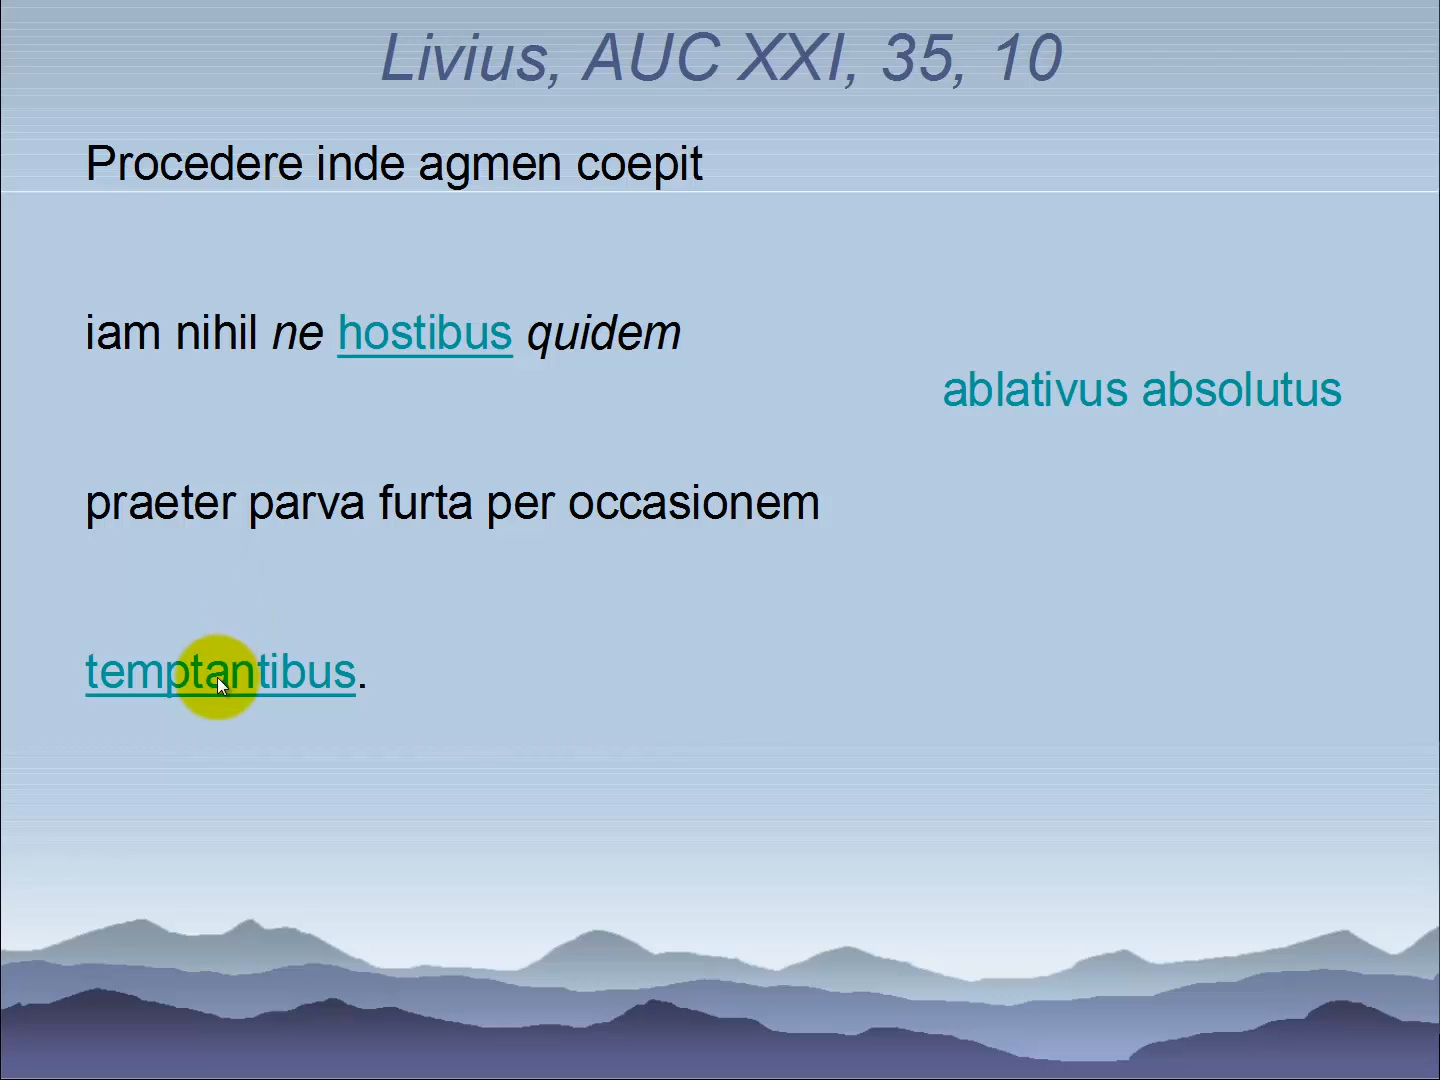 Livius, AUC XXI, 35, 10
Procedere inde agmen coepit
iam nihil ne hostibus quidem
ablativus absolutus
praeter parva furta per occasionem
temptantibus.